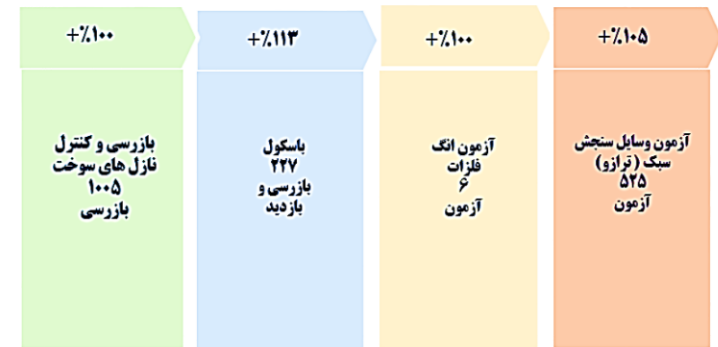 +%۱۰۵
آزمون وسایل سنجش
سبک (ترازو)
۵۲۵
آزمون
+%۱۰۰
آزمون انگ
فلزات
۶
آزمون
+%۱۱۳
باسکول
۲۲۷
بازرسی و
بازدید
+%۱۰۰
بازرسی و کنترل
نازل های سوخت
۱۰۰۵
بازرسی